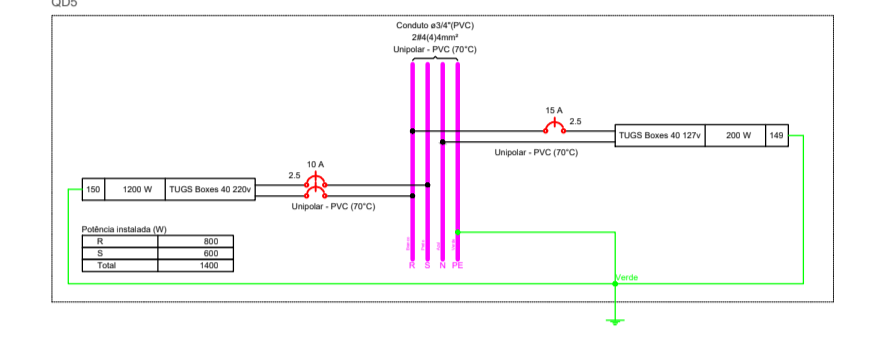 QD5
Conduto ø3/4"(PVC)
2#4(4)4mm²
Unipolar - PVC (70°C)
15 A
2.5
TUGS Boxes 40 127v 200 W 149
Unipolar - PVC (70°C)
10 A
2.5
150 1200 W TUGS Boxes 40 220v
Unipolar - PVC (70°C)
Potência instalada (W)
R 800
S 600
Total 1400
R S N PE
Verde